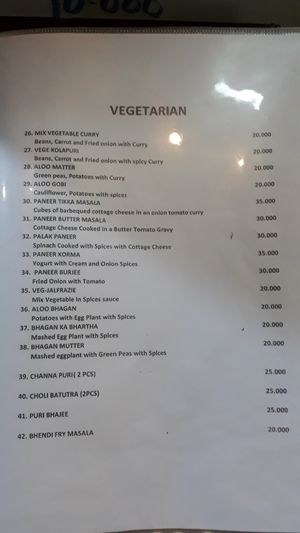 VEGETARIAN
26. MIX VEGETABLE CURRY 20.000
Beans, Carrot and Fried onion with Curry
27. VEGE KOLAPURI 20.000
Beans, Carrot and Fried onion with spicy Curry
28. ALOO MATTER 20.000
Green peas, Potatoes with Curry
29. ALOO GOBI 20.000
Cauliflower, Potatoes with spices
30. PANEER TIKKA MASALA 35.000
Cubes of barbequed cottage cheese in an onion tomato curry
31. PANEER BUTTER MASALA 30.000
Cottage Cheese Cooked in a Butter Tomato Gravy
32. PALAK PANEER 30.000
Spinach Cooked with Spices with Cottage Cheese
33. PANEER KORMA 35.000
Yogurt with Cream and Onion Spices
34. PANEER BURJEE 30.000
Fried Onion with Tomato
35. VEG-JALFRAZIE 20.000
Mix Vegetable In Spices sauce
36. ALOO BHAGAN 20.000
Potatoes with Egg Plant with Spices
37. BHAGAN KA BHARTHA 20.000
Mashed Egg Plant with Spices
38. BHAGAN MUTTER 20.000
Mashed eggplant with Green Peas with Spices
39. CHANNA PURI( 2 PCS) 25.000
40. CHOLI BATUTRA (2PCS) 25.000
41. PURI BHAJEE 25.000
42. BHENDI FRY MASALA 20.000